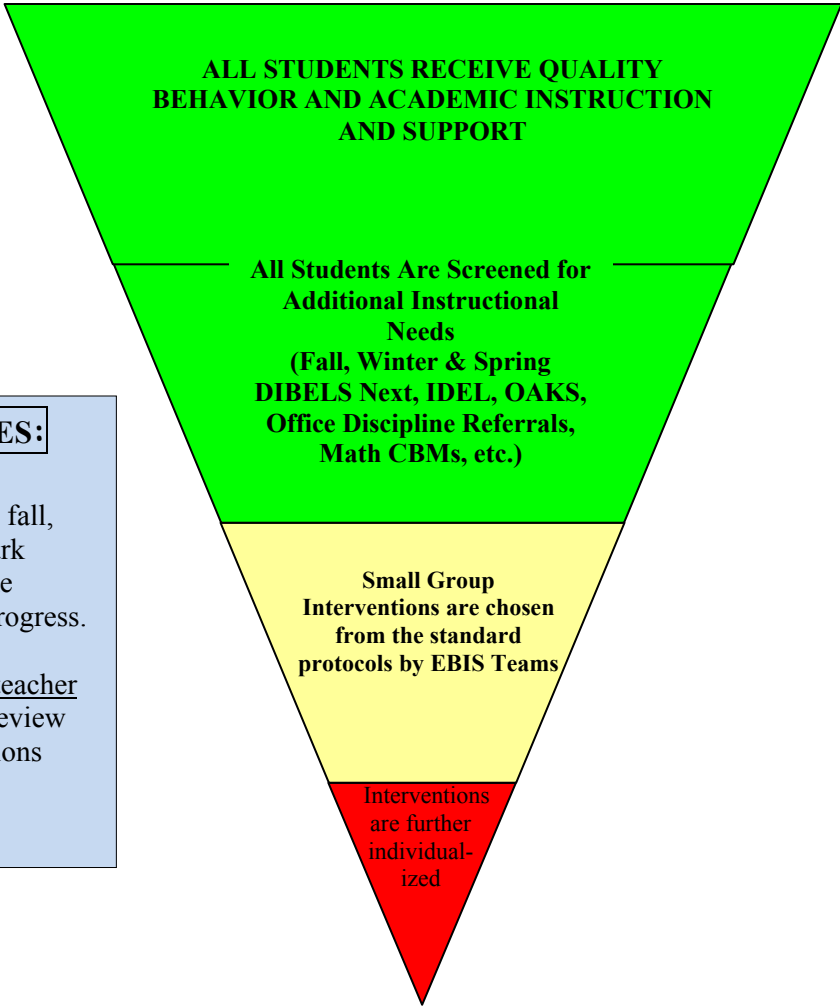 ALL STUDENTS RECEIVE QUALITY
BEHAVIOR AND ACADEMIC INSTRUCTION
AND SUPPORT
All Students Are Screened for
Additional Instructional
Needs
(Fall, Winter & Spring
DIBELS Next, IDEL, OAKS,
Office Discipline Referrals,
Math CBMs, etc.)
Small Group
Interventions are chosen
from the standard
protocols by EBIS Teams
Interventions
are further
individual-
ized
ES:
fall,
rk
e
rogress.
eacher
eview
ions